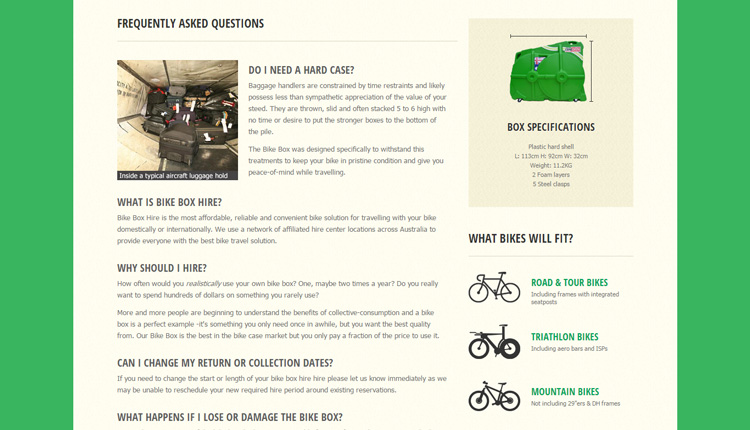 FREQUENTLY ASKED QUESTIONS
Inside a typical aircraft luggage hold
DO I NEED A HARD CASE?
Baggage handlers are constrained by time restraints and likely
possess less than sympathetic appreciation of the value of your
steed. They are thrown, slid and often stacked 5 to 6 high with
no time or desire to put the stronger boxes to the bottom of
the pile.
The Bike Box was designed specifically to withstand this
treatments to keep your bike in pristine condition and give you
peace-of-mind while travelling.
WHAT IS BIKE BOX HIRE?
Bike Box Hire is the most affordable, reliable and convenient bike solution for travelling with your bike
domestically or internationally. We use a network of affiliated hire center locations across Australia to
provide everyone with the best bike travel solution.
WHY SHOULD I HIRE?
How often would you realistically use your own bike box? One, maybe two times a year? Do you really
want to spend hundreds of dollars on something you rarely use?
More and more people are beginning to understand the benefits of collective-consumption and a bike
box is a perfect example -it's something you only need once in awhile, but you want the best quality
from. Our Bike Box is the best in the bike case market but you only pay a fraction of the price to use it.
CAN I CHANGE MY RETURN OR COLLECTION DATES?
If you need to change the start or length of your bike box hire hire please let us know immediately as we
may be unable to reschedule your new required hire period around existing reservations.
WHAT HAPPENS IF I LOSE OR DAMAGE THE BIKE BOX?
BOX SPECIFICATIONS
Plastic hard shell
L: 113cm H: 92cm W: 32cm
Weight: 11.2KG
2 Foam layers
5 Steel clasps
WHAT BIKES WILL FIT?
ROAD & TOUR BIKES
Including frames with integrated
seatposts
TRIATHLON BIKES
Including aero bars and ISPs
MOUNTAIN BIKES
Not including 29"ers & DH frames